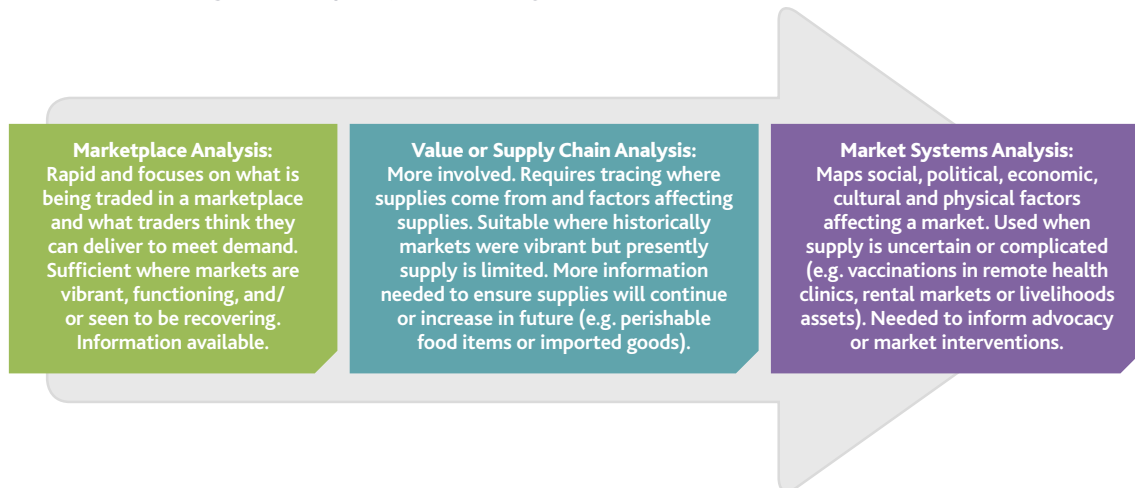 Marketplace Analysis:
Rapid and focuses on what is
being traded in a marketplace
and what traders think they
can deliver to meet demand.
Sufficient where markets are
vibrant, functioning, and/
or seen to be recovering.
Information available.
Value or Supply Chain Analysis:
More involved. Requires tracing where
supplies come from and factors affecting
supplies. Suitable where historically
markets were vibrant but presently
supply is limited. More information
needed to ensure supplies will continue
or increase in future (e.g. perishable
food items or imported goods).
Market Systems Analysis:
Maps social, political, economic,
cultural and physical factors
affecting a market. Used when
supply is uncertain or complicated
(e.g. vaccinations in remote health
clinics, rental markets or livelihoods
assets). Needed to inform advocacy
or market interventions.